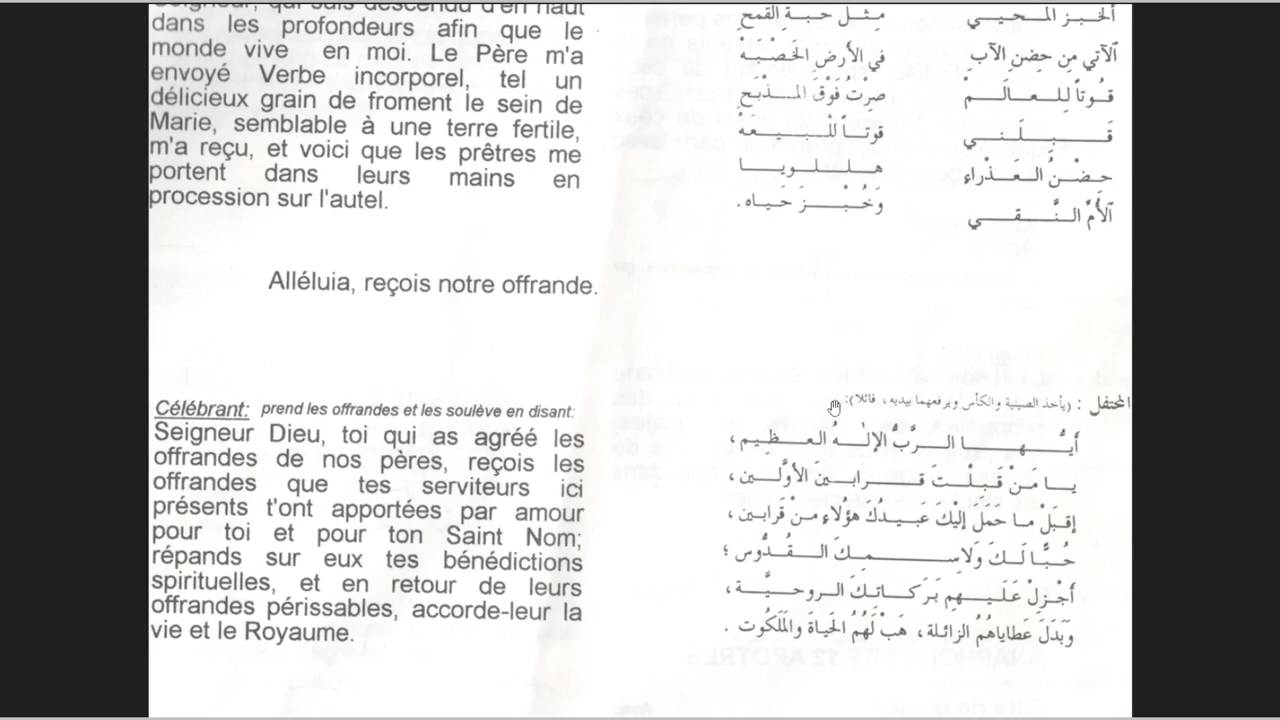 Seigneur, qui suis descendu d'en haut
dans les profondeurs afin que le
monde vive en moi. Le Père m'a
envoyé Verbe incorporel, tel un
délicieux grain de froment le sein de
Marie, semblable à une terre fertile,
m'a reçu, et voici que les prêtres me
portent dans leurs mains en
procession sur l'autel.
Alléluia, reçois notre offrande.
Célébrant: prend les offrandes et les soulève en disant:
Seigneur Dieu, toi qui as agréé les
offrandes de nos pères, reçois les
offrandes que tes serviteurs ici
présents t'ont apportées par amour
pour toi et pour ton Saint Nom;
répands sur eux tes bénédictions
spirituelles, et en retour de leurs
offrandes périssables, accorde-leur la
vie et le Royaume.
ألخبز المحيي
ألآتي من حضن الآب
قوتاً للعالم
قبلني
حضن العذراء
ألأم النقي
مثل حبة القمح
في الأرض الخصبه
صرت فوق المذبح
قوتا للبيعه
هاللويا
وخبز حياه.
المحتفل : (يأخذ الصينية والكأس ويرفعهما بيديه، قائلا):
أيها الرب الإله العظيم،
يا من قبلت قرابين الأولين،
إقبل ما حمل إليك عبيدك هؤلاء من قرابين،
حبا لك ولاسمك القدوس؛
أجزل عليهم بركاتك الروحية،
وبدل عطاياهم الزائلة، هب لهم الحياة والملكوت .